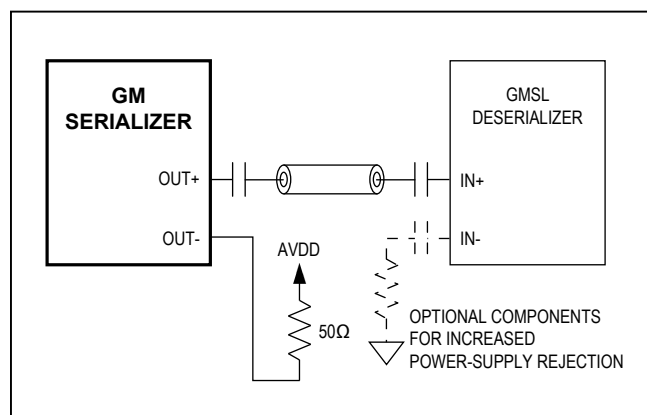 GM
SERIALIZER
GMSL
DESERIALIZER
OUT+
IN+
OUT-
IN-
AVDD
50Ω
OPTIONAL COMPONENTS
FOR INCREASED
POWER-SUPPLY REJECTION